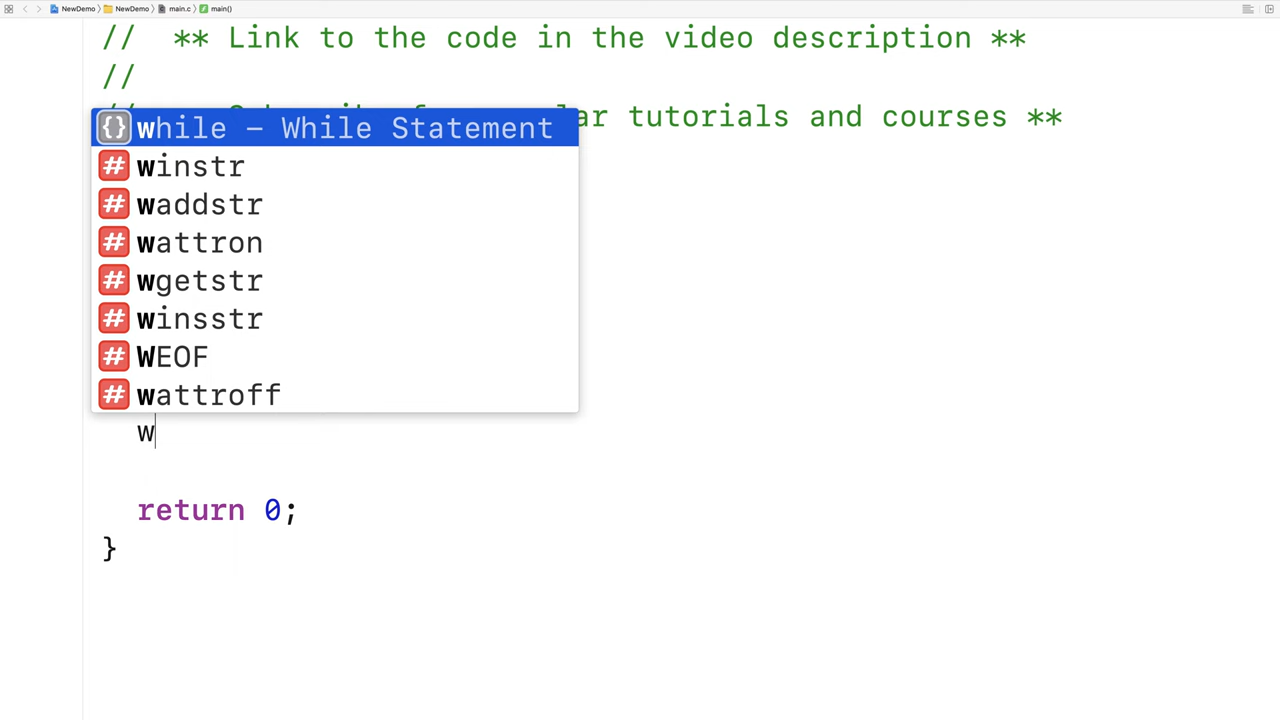 NewDemo > NewDemo > main.c > main()
// ** Link to the code in the video description **
//
tutorials and courses **
while – While Statement
winstr
waddstr
wattron
wgetstr
winsstr
WEOF
wattroff
w
return 0;
}